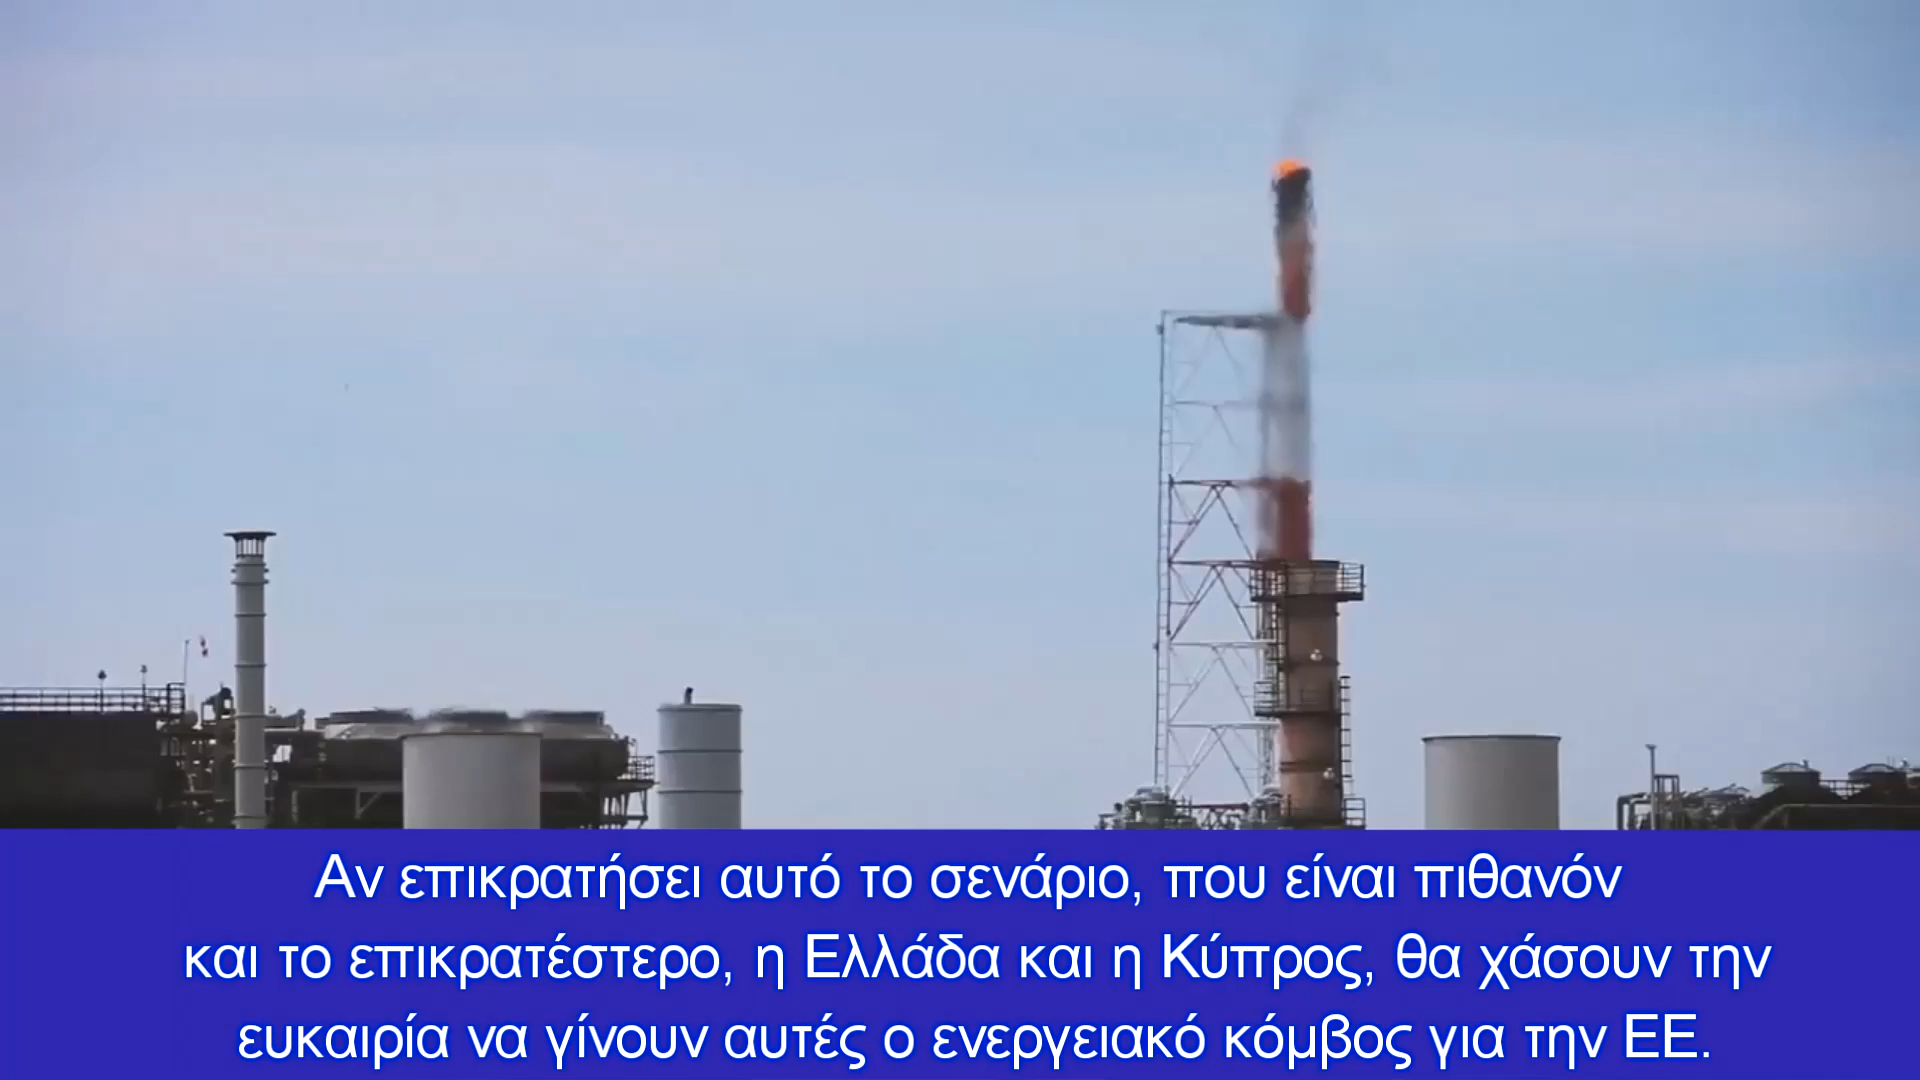 Αν επικρατήσει αυτό το σενάριο, που είναι πιθανόν
και το επικρατέστερο, η Ελλάδα και η Κύπρος, θα χάσουν την
ευκαιρία να γίνουν αυτές ο ενεργειακό κόμβος για την ΕΕ.